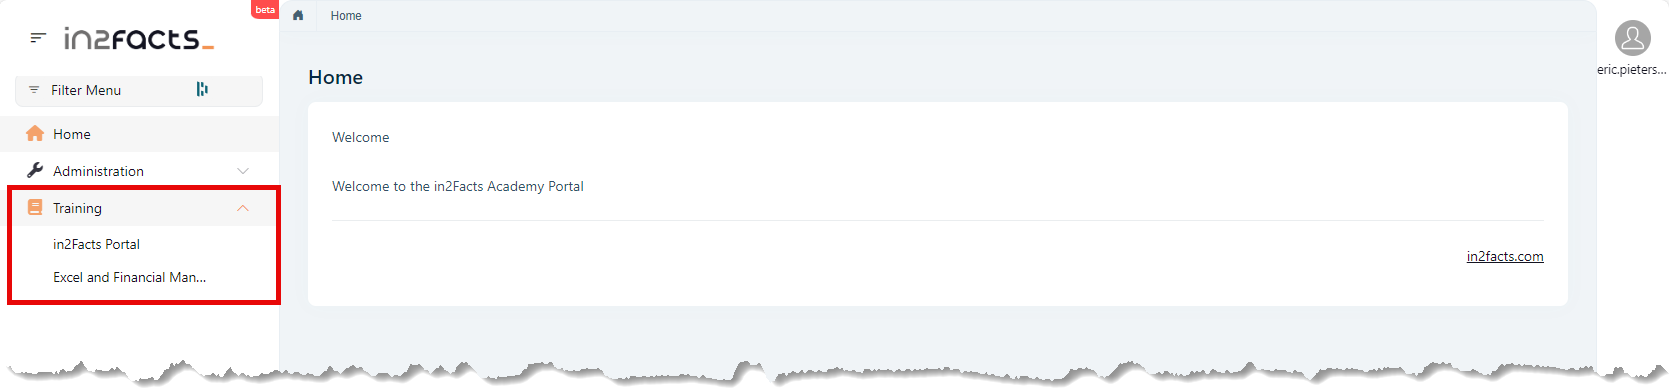 beta
in2facts_
Filter Menu
Home
Administration
Training
in2Facts Portal
Excel and Financial Man...
Home
Home
Welcome
Welcome to the in2Facts Academy Portal
in2facts.com
eric.pieters...